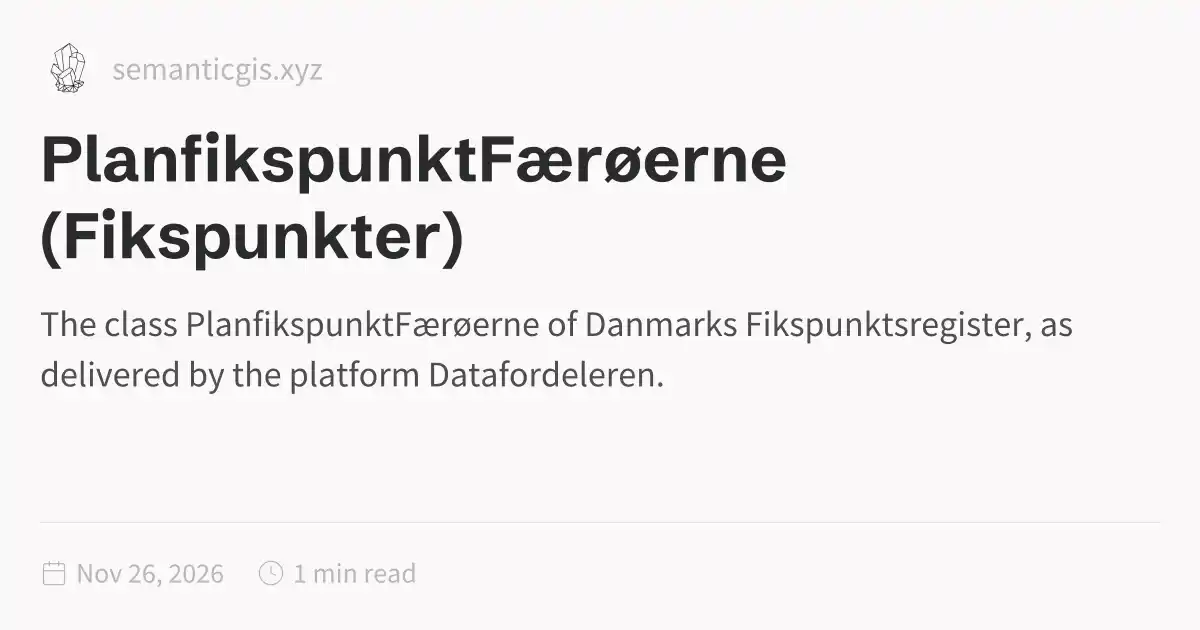 semanticgis.xyz
PlanfikspunktFærøerne
(Fikspunkter)
The class PlanfikspunktFærøerne of Danmarks Fikspunktsregister, as
delivered by the platform Datafordeleren.
Nov 26, 2026 1 min read